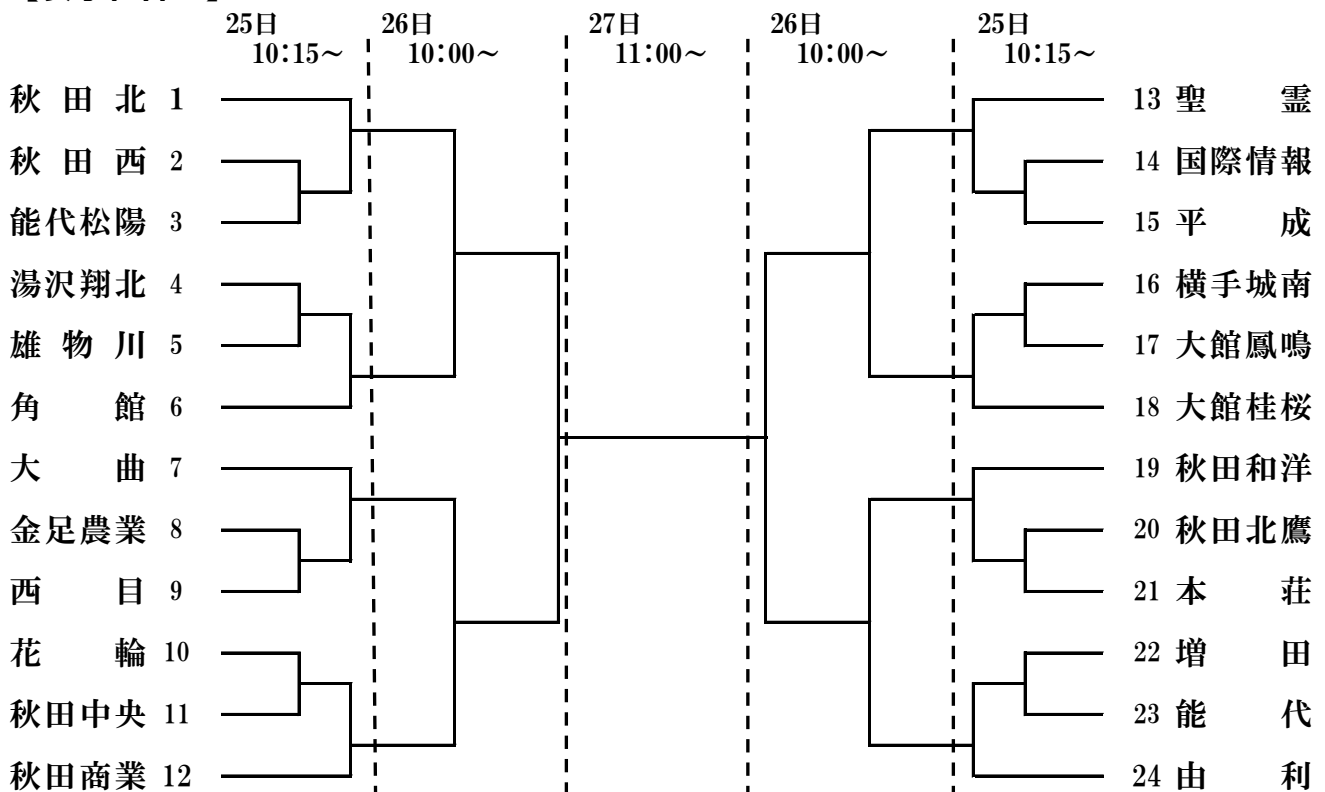 25日 26日 27日 26日 25日
10:15～ 10:00～ 11:00～ 10:00～ 10:15～
秋田北 1 13 聖霊
秋田西 2 14 国際情報
能代松陽 3 15 平成
湯沢翔北 4 16 横手城南
雄物川 5 17 大館鳳鳴
角館 6 18 大館桂桜
大曲 7 19 秋田和洋
金足農業 8 20 秋田北鷹
西目 9 21 本荘
花輪 10 22 増田
秋田中央 11 23 能代
秋田商業 12 24 由利